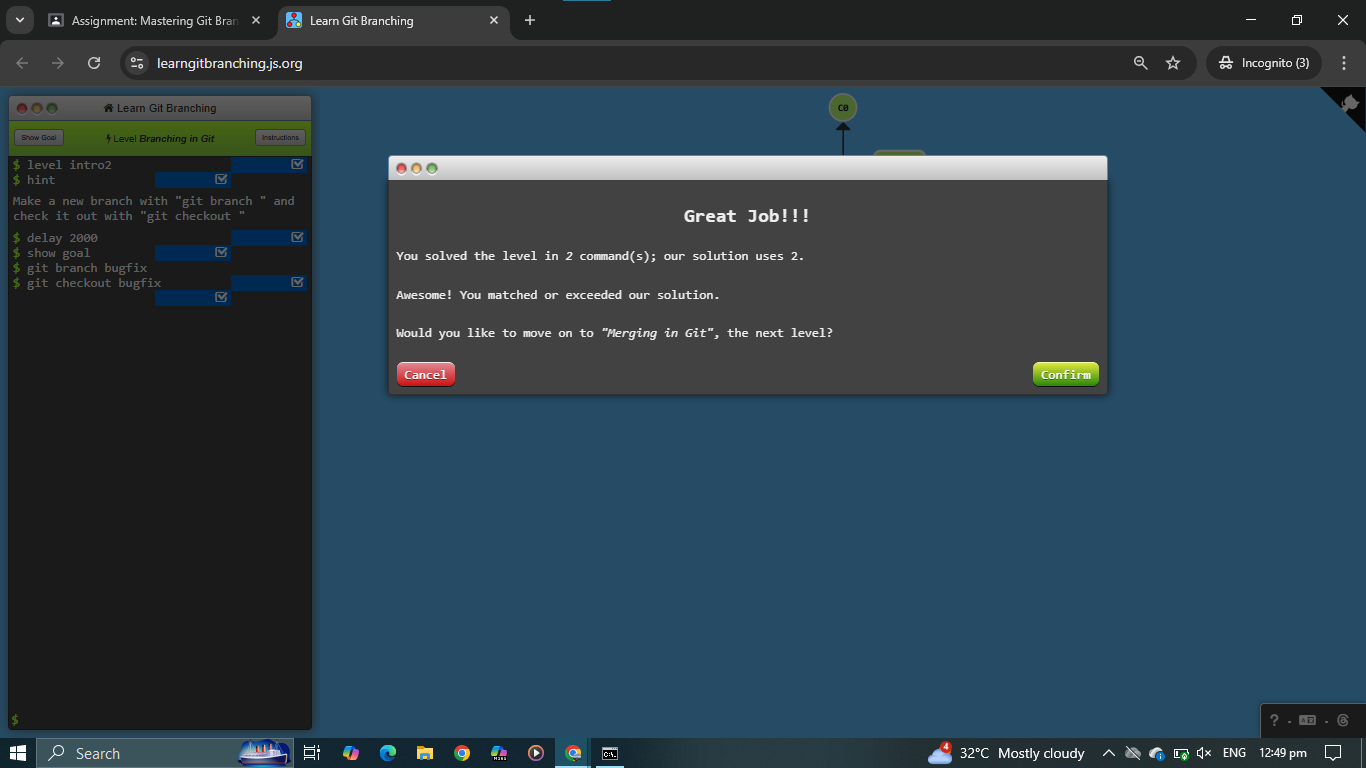 Assignment: Mastering Git Bran
Learn Git Branching
learngitbranching.js.org
Incognito (3)
Learn Git Branching
Show Goal
Level Branching in Git
Instructions
$ level intro2
$ hint
Make a new branch with "git branch " and
check it out with "git checkout "
$ delay 2000
$ show goal
$ git branch bugfix
$ git checkout bugfix
$
C0
Great Job!!!
You solved the level in 2 command(s); our solution uses 2.
Awesome! You matched or exceeded our solution.
Would you like to move on to "Merging in Git", the next level?
Cancel
Confirm
?
Search
M365
C:\.
4
32°C Mostly cloudy
ENG
12:49 pm